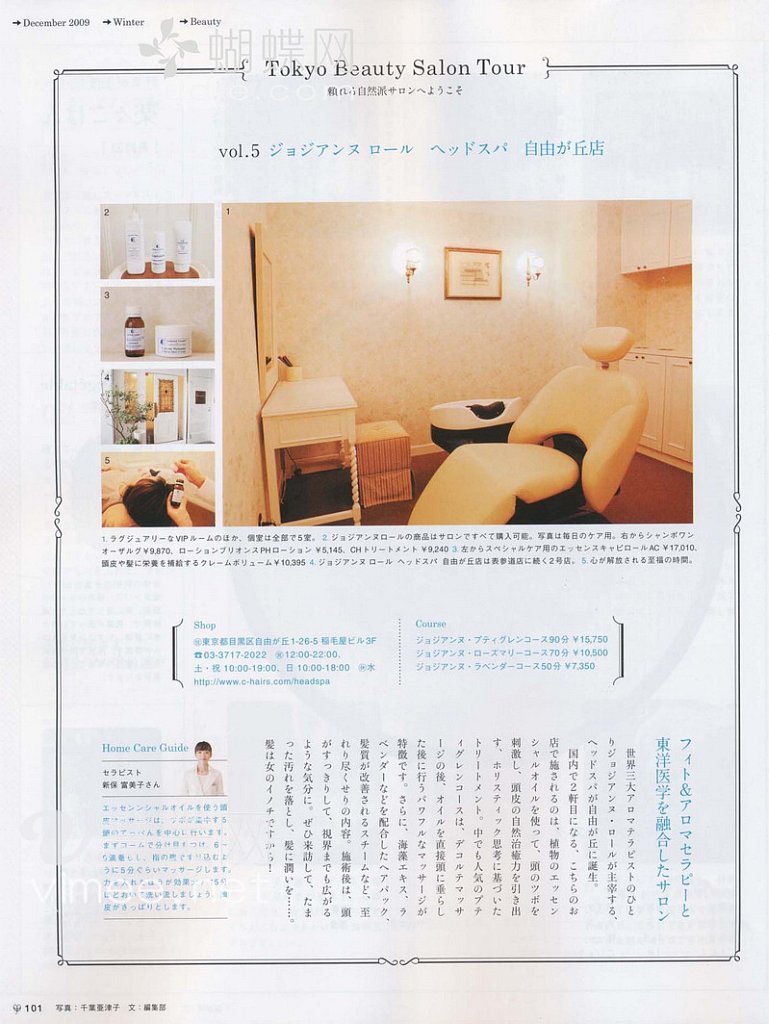 December 2009 Winter Beauty
蝴蝶网
Tokyo Beauty Salon Tour
頼れる自然派サロンへようこそ
vol.5 ジョジアンヌ ロール ヘッドスパ 自由が丘店
2
1
3
4
5
1.ラグジュアリーなVIPルームのほか、個室は全部で5室。2.ジョジアンヌロールの商品はサロンですべて購入可能。写真は毎日のケア用。右からシャンボワン
オーザルグ¥9,870、ローションブリオンスPHローション ¥5,145、CHトリートメント ¥9,240 3.左からスペシャルケア用のエッセンスキャピロールAC ¥17,010、
頭皮や髪に栄養を補給するクレームボリューム¥10,395 4.ジョジアンヌ ロール ヘッドスパ 自由が丘店は表参道店に続く2号店。5.心が解放される至福の時間。
Shop
㊟東京都目黒区自由が丘1-26-5 稲毛屋ビル3F
☎03-3717-2022 ㊊12:00-22:00、
土・祝 10:00-19:00、日 10:00-18:00 ㊡水
http://www.c-hairs.com/headspa
Course
ジョジアンヌ・プティグレンコース90分 ¥15,750
ジョジアンヌ・ローズマリーコース70分 ¥10,500
ジョジアンヌ・ラベンダーコース50分 ¥7,350
フィト&アロマセラピーと
東洋医学を融合したサロン
世界三大アロマテラピストのひと
りジョジアンヌ・ロールが主宰する、
ヘッドスパが自由が丘に誕生。
国内で2軒目になる、こちらのお
店で施されるのは、植物のエッセン
シャルオイルを使って、頭のツボを
刺激し、頭皮の自然治癒力を引き出
す、ホリスティック思考に基づいた
トリートメント。中でも人気のプテ
ィグレンコースは、デコルテマッサ
ージの後、オイルを直接頭に垂らし
た後に行うパワフルなマッサージが
特徴です。さらに、海藻エキス、ラ
ベンダーなどを配合したヘアパック、
髪質が改善されるスチームなど、至
れり尽くせりの内容。施術後は、頭
がすっきりして、視界までも広がる
ような気分に。ぜひ来訪して、たま
った汚れを落とし、髪に潤いを……。
髪は女のイノチですから!
Home Care Guide
セラピスト
新保 富美子さん
エッセンシャルオイルを使う頭
皮マッサージは、ツボが集中する
まずコームで分け目をつけ、6〜
適量らし、指の腹ですり込むよう
に5分ぐらいマッサージします。
皮がさっぱりとします。
101 写真:千葉亜津子 文:編集部